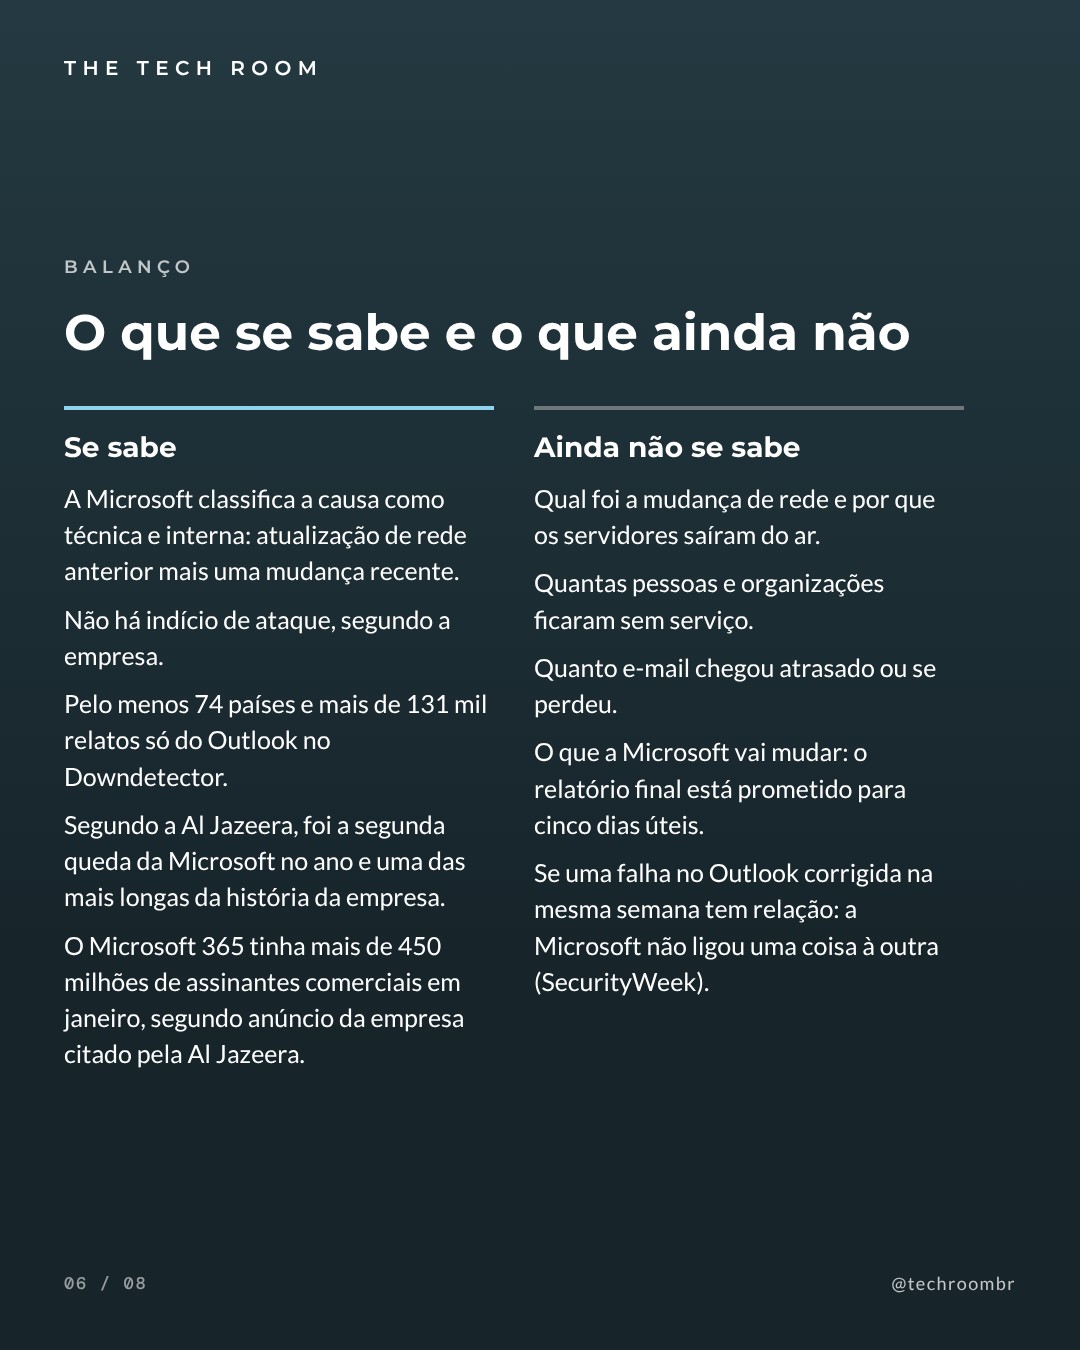 THE TECH ROOM
BALANÇO
O que se sabe e o que ainda não
Se sabe
A Microsoft classifica a causa como
técnica e interna: atualização de rede
anterior mais uma mudança recente.
Não há indício de ataque, segundo a
empresa.
Pelo menos 74 países e mais de 131 mil
relatos só do Outlook no
Downdetector.
Segundo a Al Jazeera, foi a segunda
queda da Microsoft no ano e uma das
mais longas da história da empresa.
O Microsoft 365 tinha mais de 450
milhões de assinantes comerciais em
janeiro, segundo anúncio da empresa
citado pela Al Jazeera.
Ainda não se sabe
Qual foi a mudança de rede e por que
os servidores saíram do ar.
Quantas pessoas e organizações
ficaram sem serviço.
Quanto e-mail chegou atrasado ou se
perdeu.
O que a Microsoft vai mudar: o
relatório final está prometido para
cinco dias úteis.
Se uma falha no Outlook corrigida na
mesma semana tem relação: a
Microsoft não ligou uma coisa à outra
(SecurityWeek).
06 / 08
@techroombr